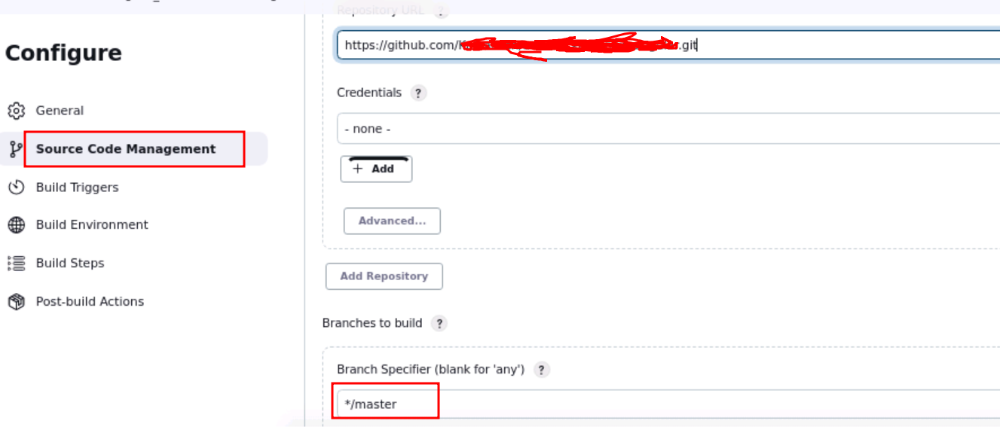 Repository URL ?
https://github.com/ .git
Configure
Credentials ?
General
- none -
Source Code Management
+ Add
Build Triggers
Advanced...
Build Environment
Build Steps
Add Repository
Post-build Actions
Branches to build ?
Branch Specifier (blank for 'any') ?
*/master